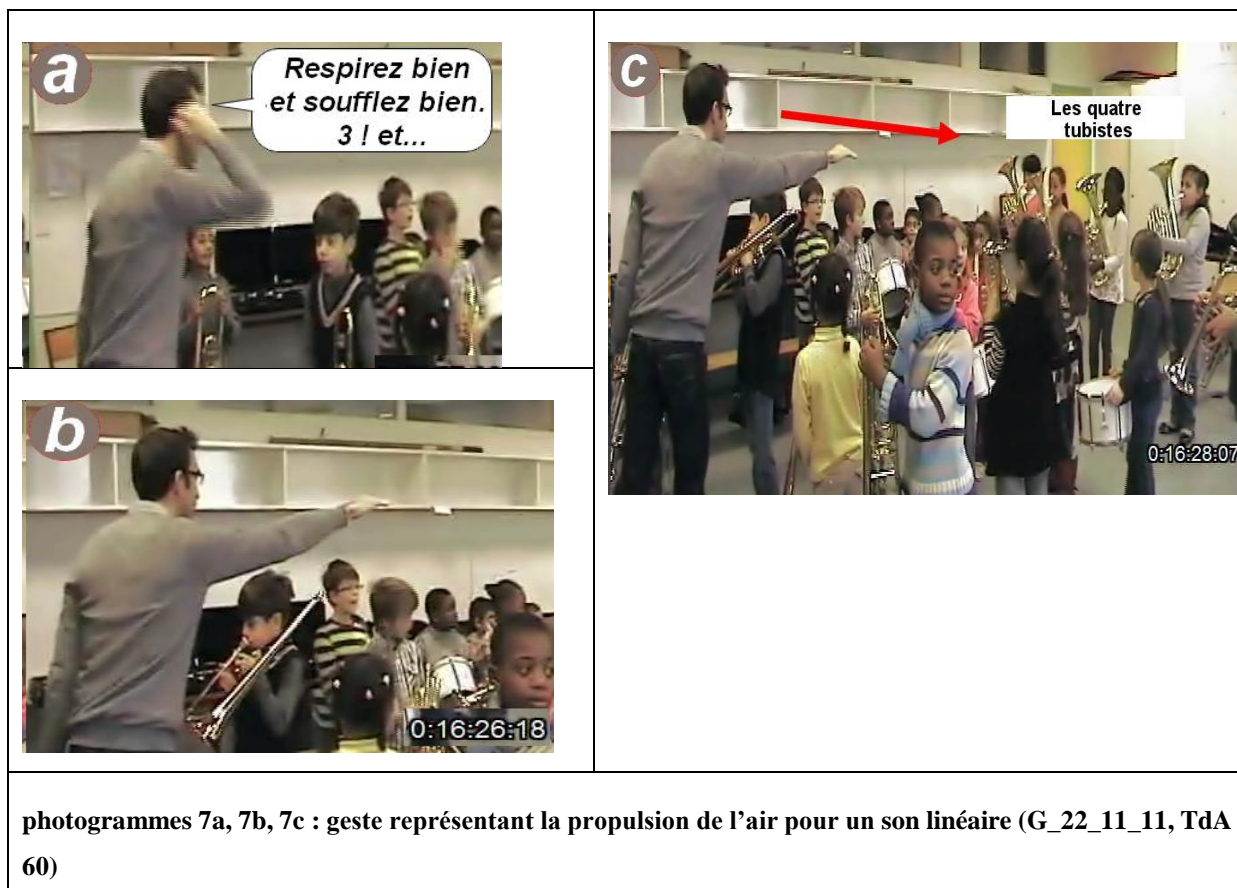 a
Respirez bien
et soufflez bien.
3 ! et...
b
0:16:26:18
c
Les quatre
tubistes
0:16:28:07
photogrammes 7a, 7b, 7c : geste représentant la propulsion de l’air pour un son linéaire (G_22_11_11, TdA
60)